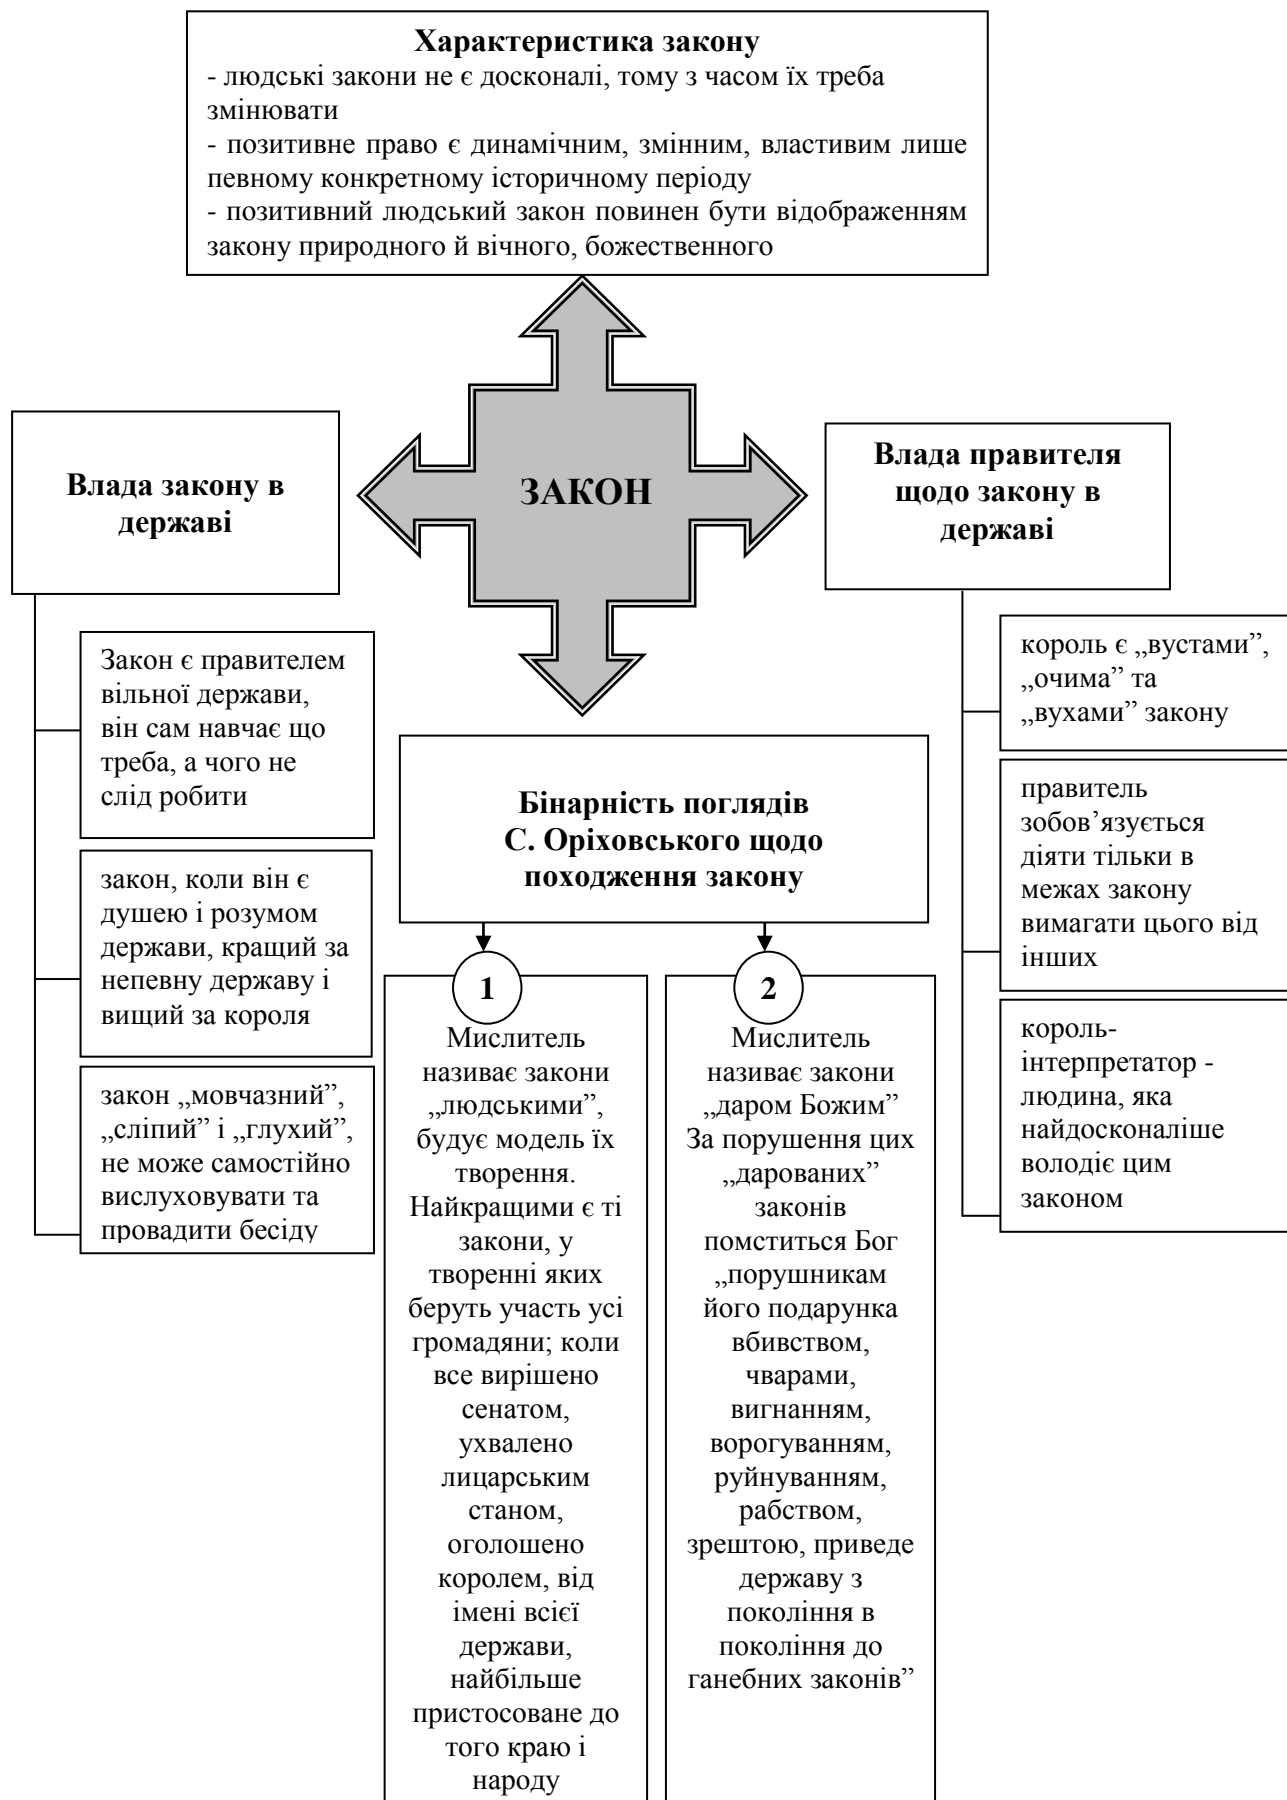 Характеристика закону
- людські закони не є досконалі, тому з часом їх треба
змінювати
- позитивне право є динамічним, змінним, властивим лише
певному конкретному історичному періоду
- позитивний людський закон повинен бути відображенням
закону природного й вічного, божественного
ЗАКОН
Влада закону в
державі
Закон є правителем
вільної держави,
він сам навчає що
треба, а чого не
слід робити
закон, коли він є
душею і розумом
держави, кращий за
непевну державу і
вищий за короля
закон „мовчазний”,
„сліпий” і „глухий”,
не може самостійно
вислуховувати та
провадити бесіду
Влада правителя
щодо закону в
державі
король є „вустами”,
„очима” та
„вухами” закону
правитель
зобов’язується
діяти тільки в
межах закону
вимагати цього від
інших
король-
інтерпретатор -
людина, яка
найдосконаліше
володіє цим
законом
Бінарність поглядів
С. Оріховського щодо
походження закону
1
Мислитель
називає закони
„людськими”,
будує модель їх
творення.
Найкращими є ті
закони, у
творенні яких
беруть участь усі
громадяни; коли
все вирішено
сенатом,
ухвалено
лицарським
станом,
оголошено
королем, від
імені всієї
держави,
найбільше
пристосоване до
того краю і
народу
2
Мислитель
називає закони
„даром Божим”
За порушення цих
„дарованих”
законів
помститься Бог
„порушникам
його подарунка
вбивством,
чварами,
вигнанням,
ворогуванням,
руйнуванням,
рабством,
зрештою, приведе
державу з
покоління в
покоління до
ганебних законів”